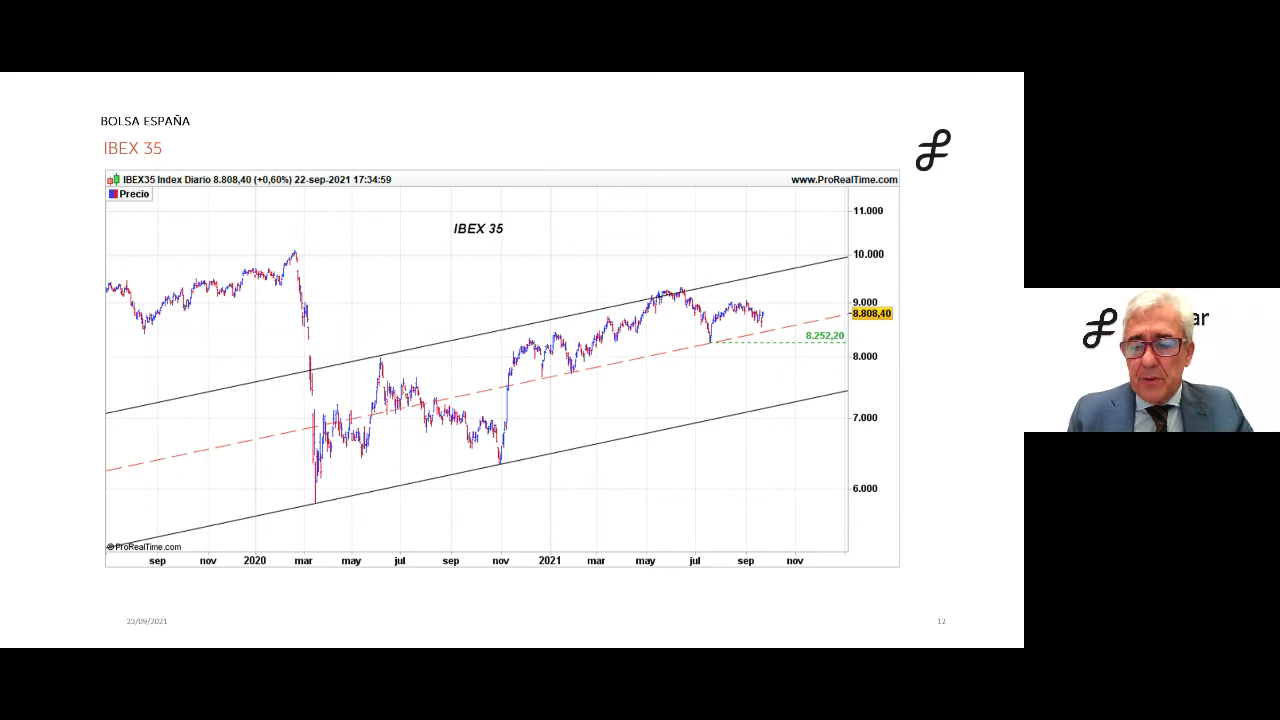 BOLSA ESPAÑA
IBEX 35
IBEX35 Index Diario 8.808,40 (+0,60%) 22-sep-2021 17:34:59
www.ProRealTime.com
Precio
IBEX 35
11.000
10.000
9.000
8.808,40
8.252,20
8.000
7.000
6.000
©ProRealTime.com
sep nov 2020 mar may jul sep nov 2021 mar may jul sep nov
23/09/2021
12
ar